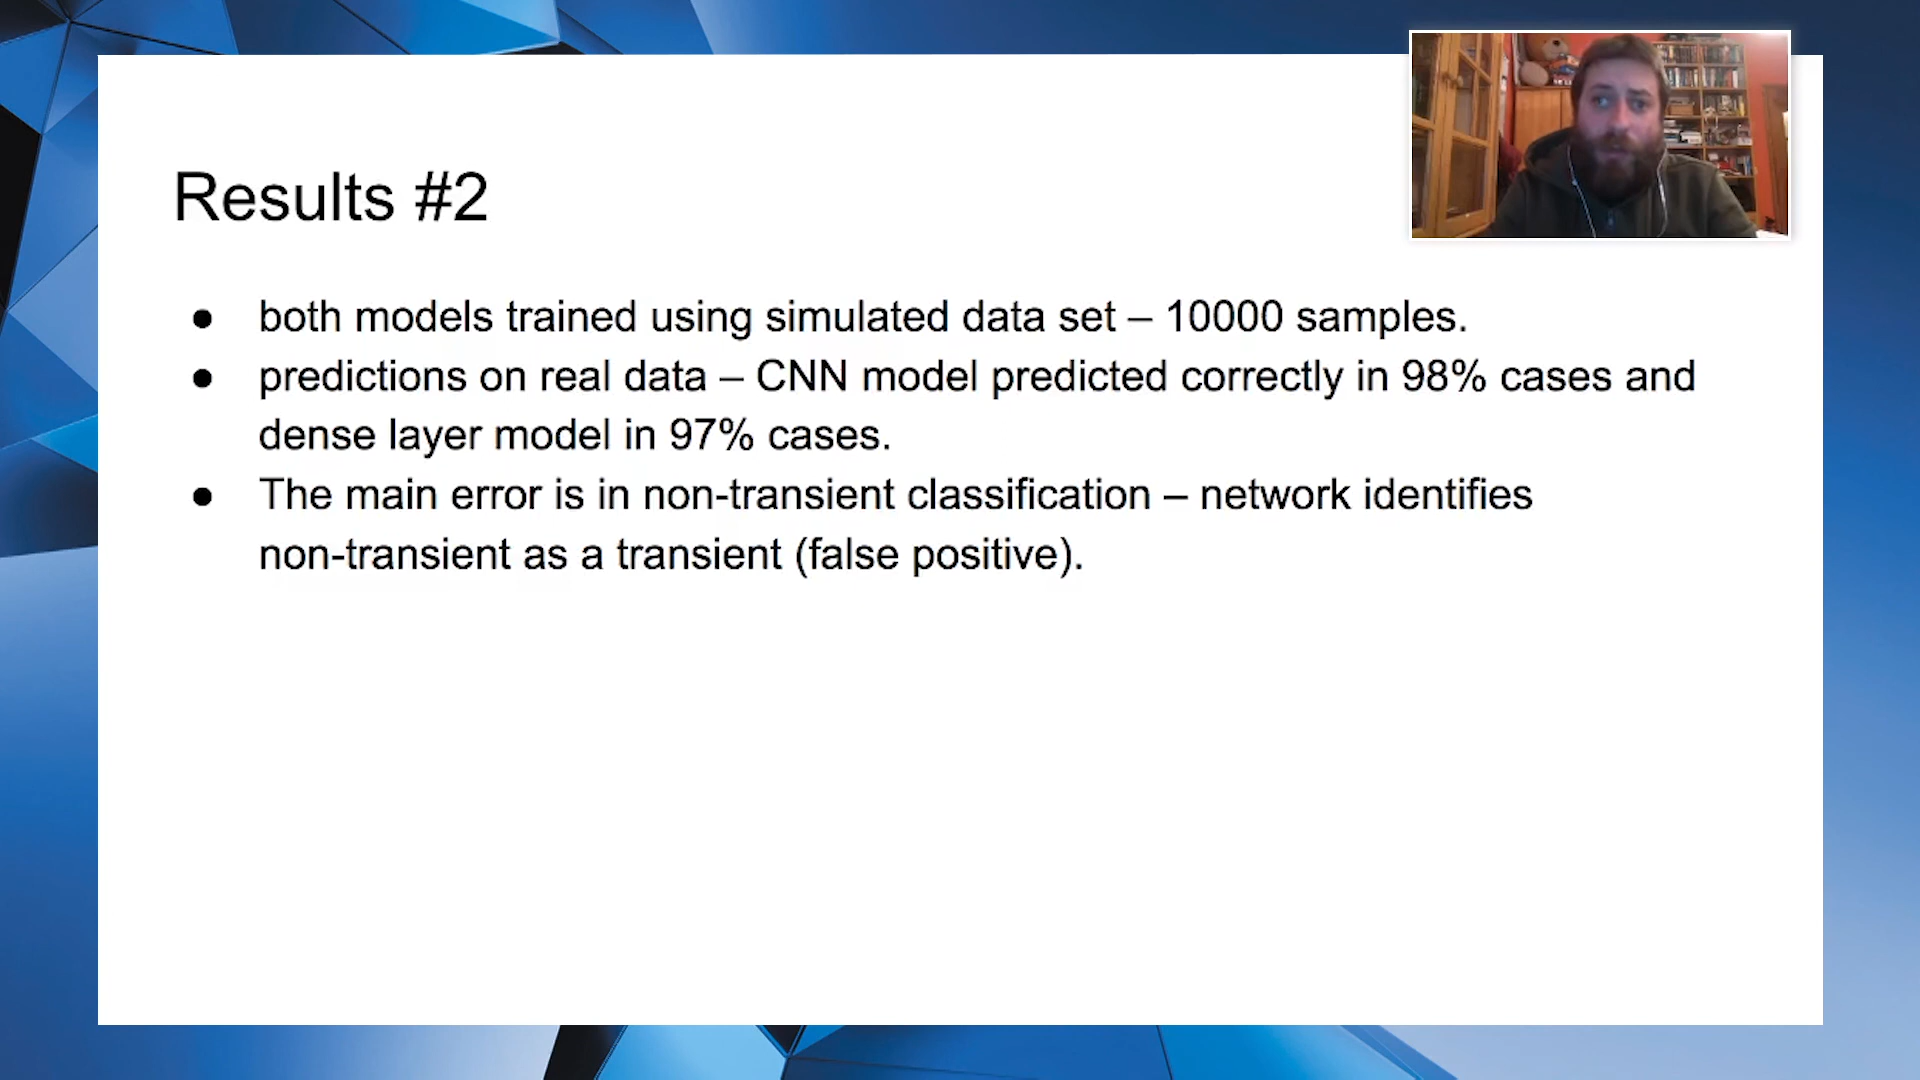 Results #2
● both models trained using simulated data set – 10000 samples.
● predictions on real data – CNN model predicted correctly in 98% cases and
dense layer model in 97% cases.
● The main error is in non-transient classification – network identifies
non-transient as a transient (false positive).